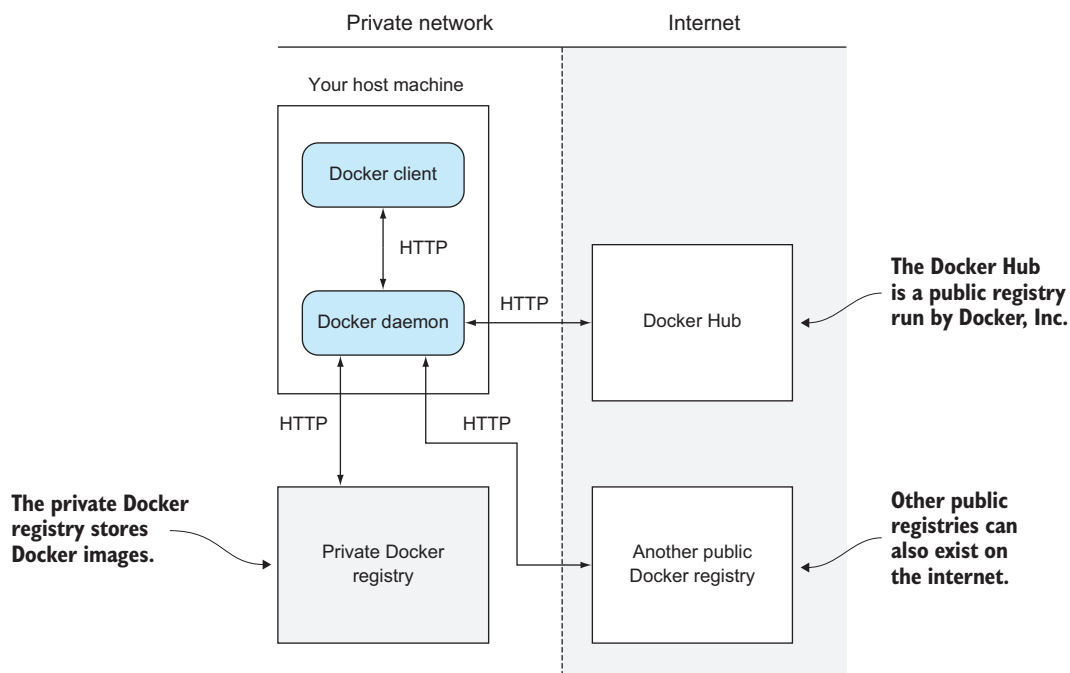 Private network
Internet
Your host machine
Docker client
HTTP
Docker daemon
HTTP
Docker Hub
The Docker Hub
is a public registry
run by Docker, Inc.
HTTP
HTTP
The private Docker
registry stores
Docker images.
Private Docker
registry
Another public
Docker registry
Other public
registries can
also exist on
the internet.